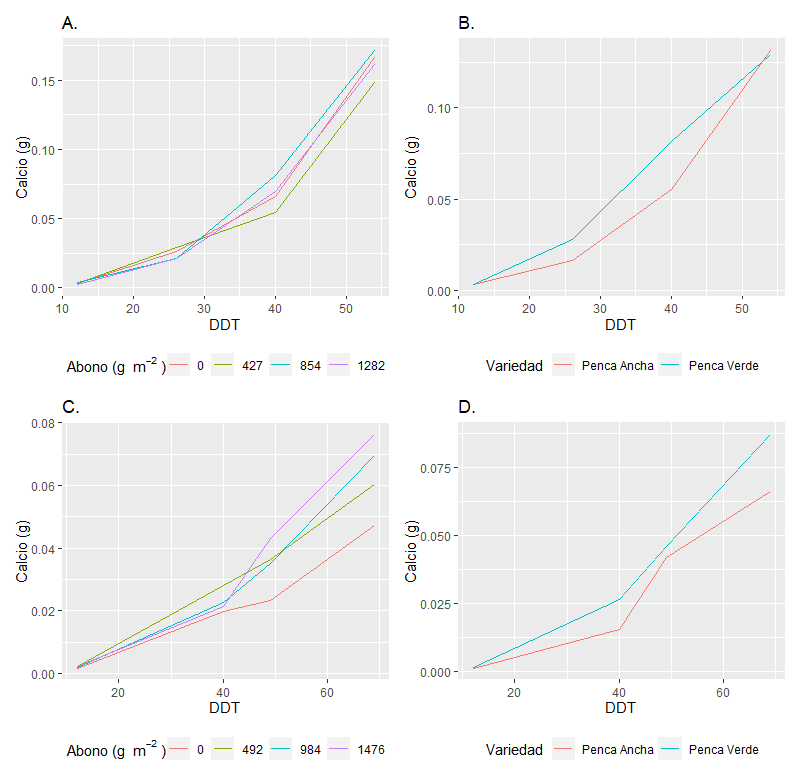 A.
Calcio (g)
0.15
0.10
0.05
0.00
10 20 30 40 50
DDT
Abono (g m⁻²) 0 427 854 1282
B.
Calcio (g)
0.10
0.05
0.00
10 20 30 40 50
DDT
Variedad Penca Ancha Penca Verde
C.
Calcio (g)
0.08
0.06
0.04
0.02
0.00
20 40 60
DDT
Abono (g m⁻²) 0 492 984 1476
D.
Calcio (g)
0.075
0.050
0.025
0.000
20 40 60
DDT
Variedad Penca Ancha Penca Verde